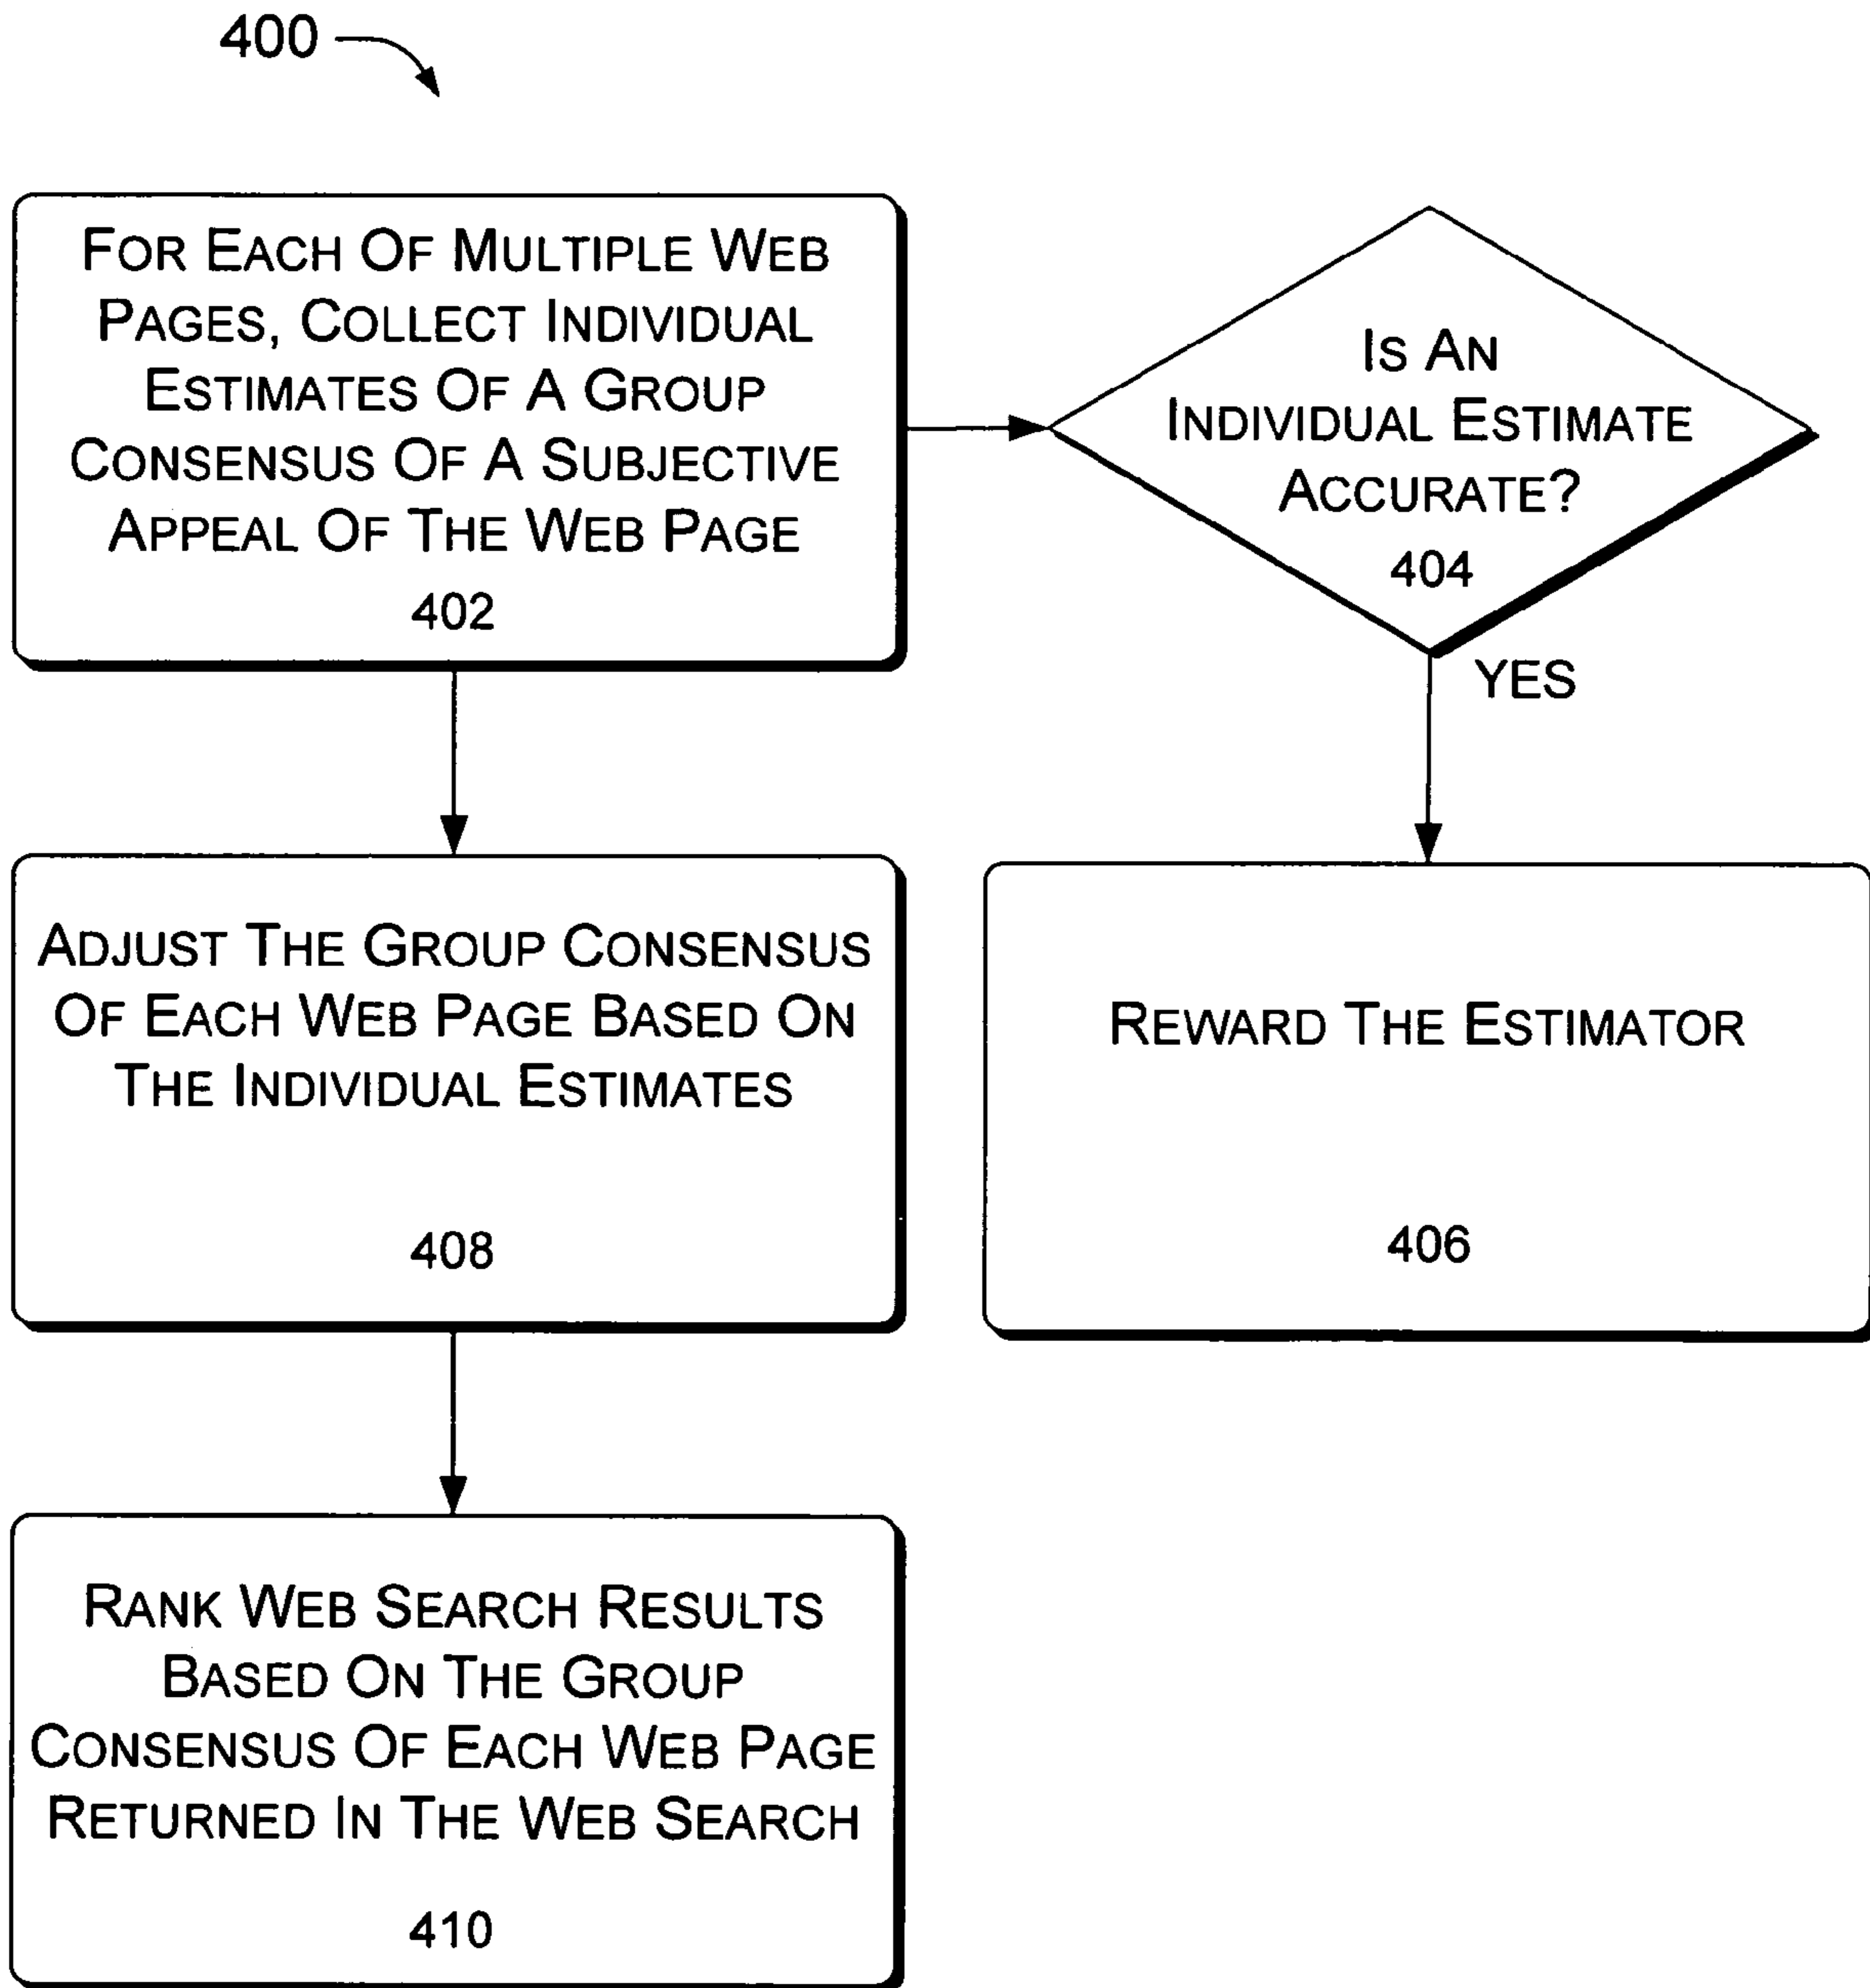 400
FOR EACH OF MULTIPLE WEB
PAGES, COLLECT INDIVIDUAL
ESTIMATES OF A GROUP
CONSENSUS OF A SUBJECTIVE
APPEAL OF THE WEB PAGE
402
IS AN
INDIVIDUAL ESTIMATE
ACCURATE?
404
YES
ADJUST THE GROUP CONSENSUS
OF EACH WEB PAGE BASED ON
THE INDIVIDUAL ESTIMATES
408
REWARD THE ESTIMATOR
406
RANK WEB SEARCH RESULTS
BASED ON THE GROUP
CONSENSUS OF EACH WEB PAGE
RETURNED IN THE WEB SEARCH
410